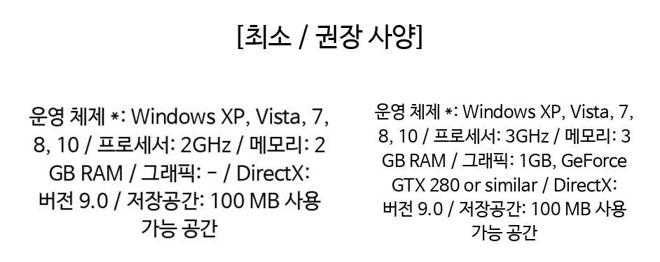 [최소 / 권장 사양]
운영 체제 *: Windows XP, Vista, 7,
8, 10 / 프로세서: 2GHz / 메모리: 2
GB RAM / 그래픽: - / DirectX:
버전 9.0 / 저장공간: 100 MB 사용
가능 공간
운영 체제 *: Windows XP, Vista, 7,
8, 10 / 프로세서: 3GHz / 메모리: 3
GB RAM / 그래픽: 1GB, GeForce
GTX 280 or similar / DirectX:
버전 9.0 / 저장공간: 100 MB 사용
가능 공간